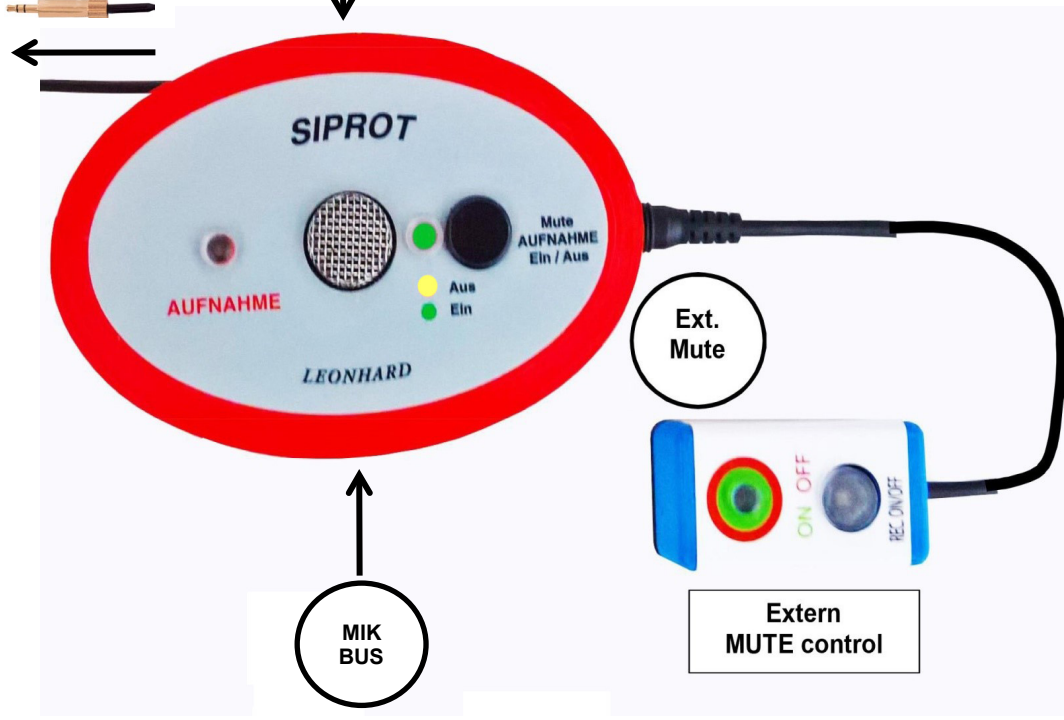 SIPROT
Mute
AUFNAHME
Ein / Aus
Aus
Ein
AUFNAHME
LEONHARD
Ext.
Mute
ON OFF
REC ON/OFF
MIK
BUS
Extern
MUTE control